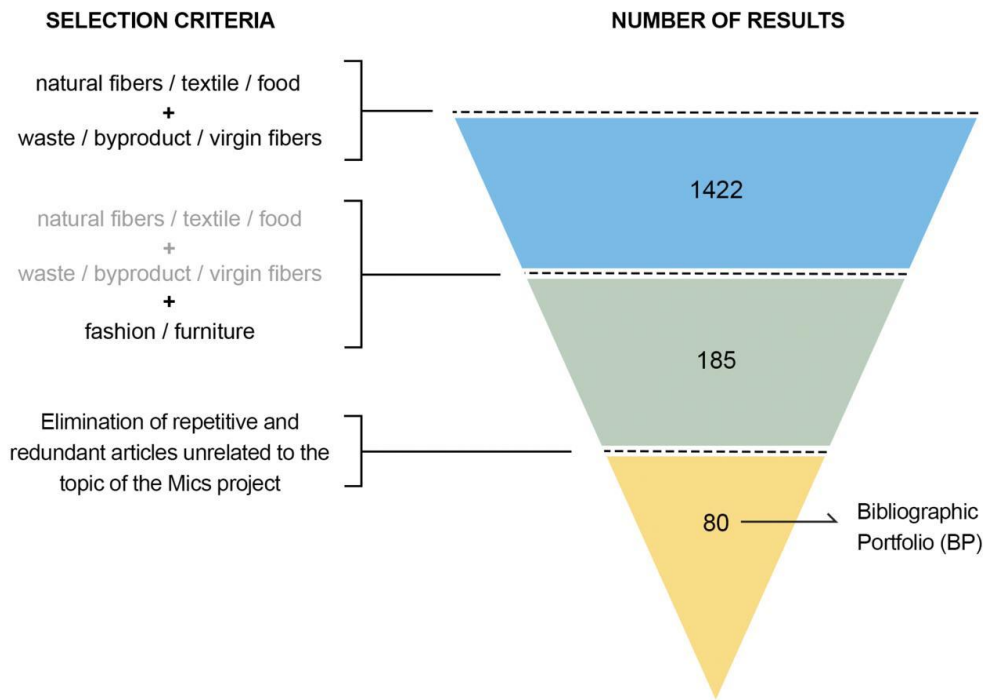 SELECTION CRITERIA
NUMBER OF RESULTS
natural fibers / textile / food
+
waste / byproduct / virgin fibers
1422
natural fibers / textile / food
+
waste / byproduct / virgin fibers
+
fashion / furniture
185
Elimination of repetitive and
redundant articles unrelated to the
topic of the Mics project
80
Bibliographic
Portfolio (BP)